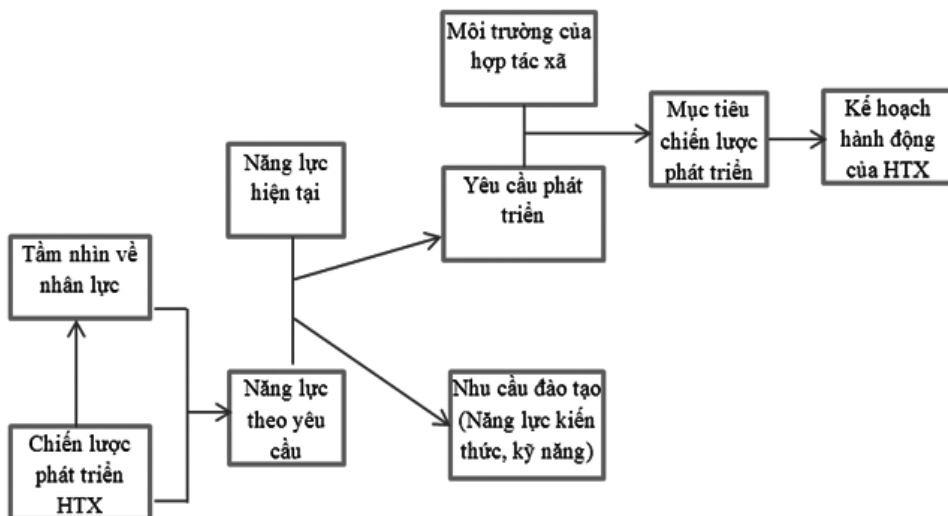 Môi trường của
hợp tác xã
Mục tiêu
chiến lược
phát triển
Kế hoạch
hành động
của HTX
Năng lực
hiện tại
Yêu cầu phát
triển
Tầm nhìn về
nhân lực
Năng lực
theo yêu
cầu
Nhu cầu đào tạo
(Năng lực kiến
thức, kỹ năng)
Chiến lược
phát triển
HTX